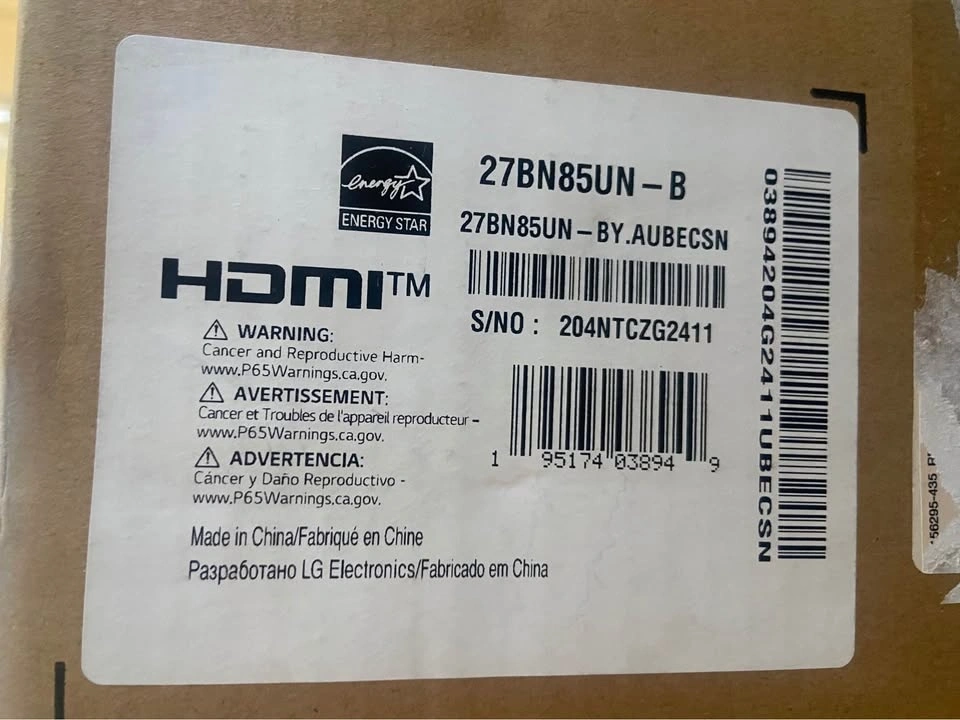 energy
ENERGY STAR
27BN85UN-B
27BN85UN-BY.AUBECSN
HDMI™
S/NO : 204NTCZG2411
⚠ WARNING:
Cancer and Reproductive Harm-
www.P65Warnings.ca.gov.
⚠ AVERTISSEMENT:
Cancer et Troubles de l'appareil reproducteur –
www.P65Warnings.ca.gov.
⚠ ADVERTENCIA:
Cáncer y Daño Reproductivo -
www.P65Warnings.ca.gov.
1 95174 03894 9
Made in China/Fabriqué en Chine
Разработано LG Electronics/Fabricado em China
03894204G2411UBECSN